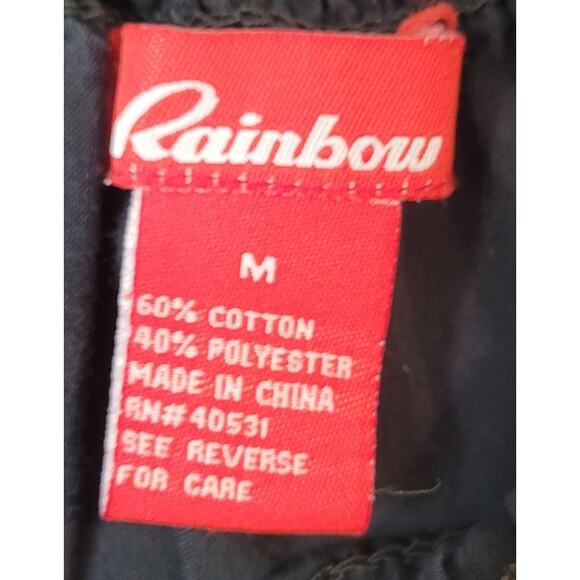 Rainbow
M
60% COTTON
40% POLYESTER
MADE IN CHINA
RN# 40531
SEE REVERSE
FOR CARE